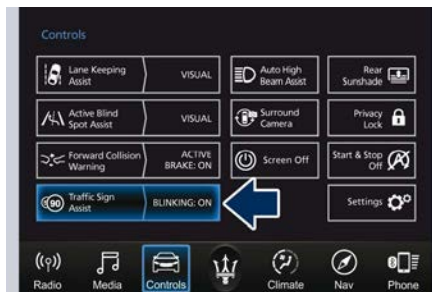 Controls
Lane Keeping
Assist
VISUAL
Auto High
Beam Assist
Rear
Sunshade
Active Blind
Spot Assist
VISUAL
Surround
Camera
Privacy
Lock
Forward Collision
Warning
ACTIVE
BRAKE: ON
Screen Off
Start & Stop
Off
90
Traffic Sign
Assist
BLINKING: ON
Settings
Radio
Media
Controls
Climate
Nav
Phone